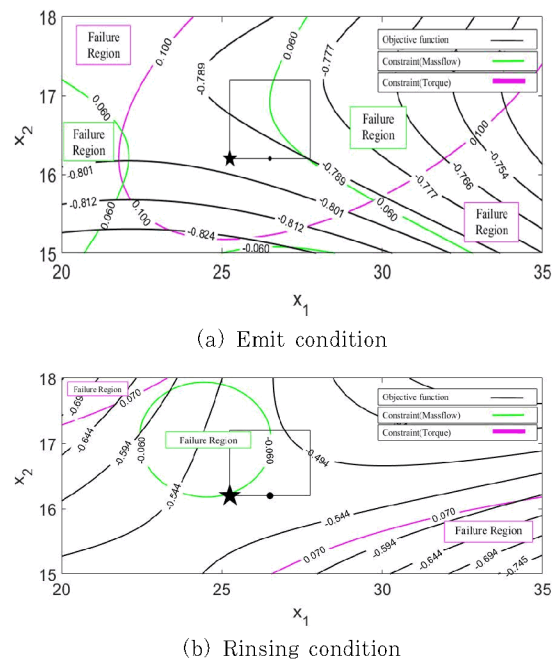 Failure
Region
0.100
0.060
-0.777
-0.789
Objective function
Constraint(Massflow)
Constraint(Torque)
0.060
Failure
Region
Failure
Region
0.100
-0.754
-0.766
-0.777
-0.789
-0.801
-0.801
-0.812
-0.812
0.060
0.100
-0.824
0.060
-0.060
Failure
Region
18
17
16
15
x2
20
25
30
35
x1
(a) Emit condition
Failure Region
0.070
-0.69
-0.644
-0.594
-0.060
Failure Region
-0.060
-0.494
-0.544
Objective function
Constraint(Massflow)
Constraint(Torque)
-0.544
0.070
0.070
Failure Region
-0.594
-0.644
-0.694
-0.745
18
17
16
15
x2
20
25
30
35
x1
(b) Rinsing condition